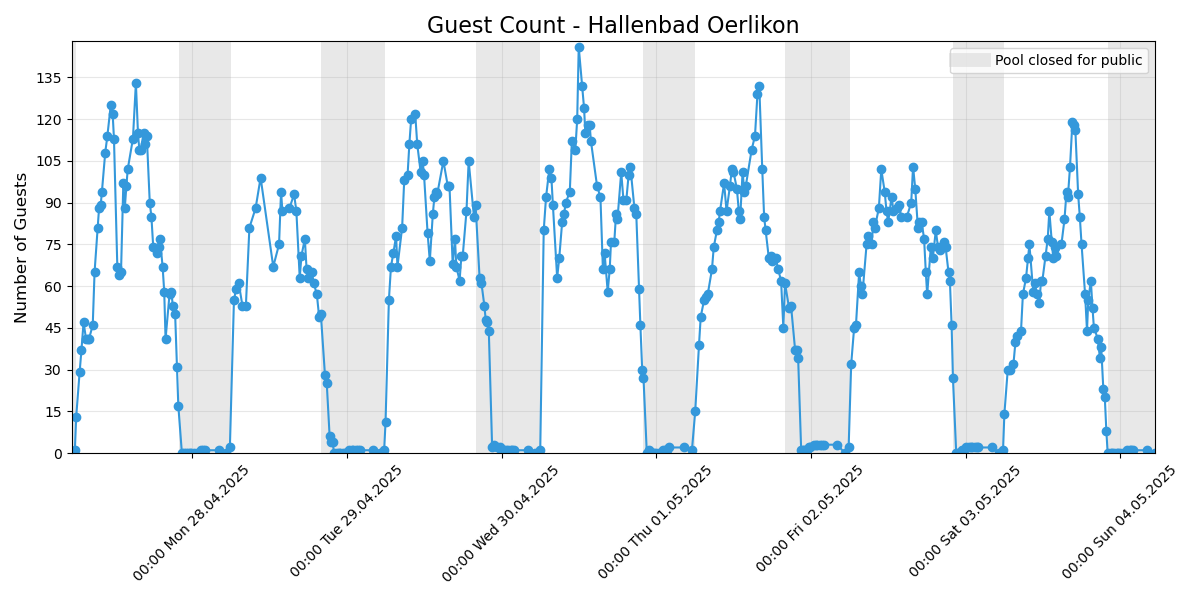 Guest Count - Hallenbad Oerlikon
Pool closed for public
Number of Guests
135
120
105
90
75
60
45
30
15
0
00:00 Mon 28.04.2025
00:00 Tue 29.04.2025
00:00 Wed 30.04.2025
00:00 Thu 01.05.2025
00:00 Fri 02.05.2025
00:00 Sat 03.05.2025
00:00 Sun 04.05.2025